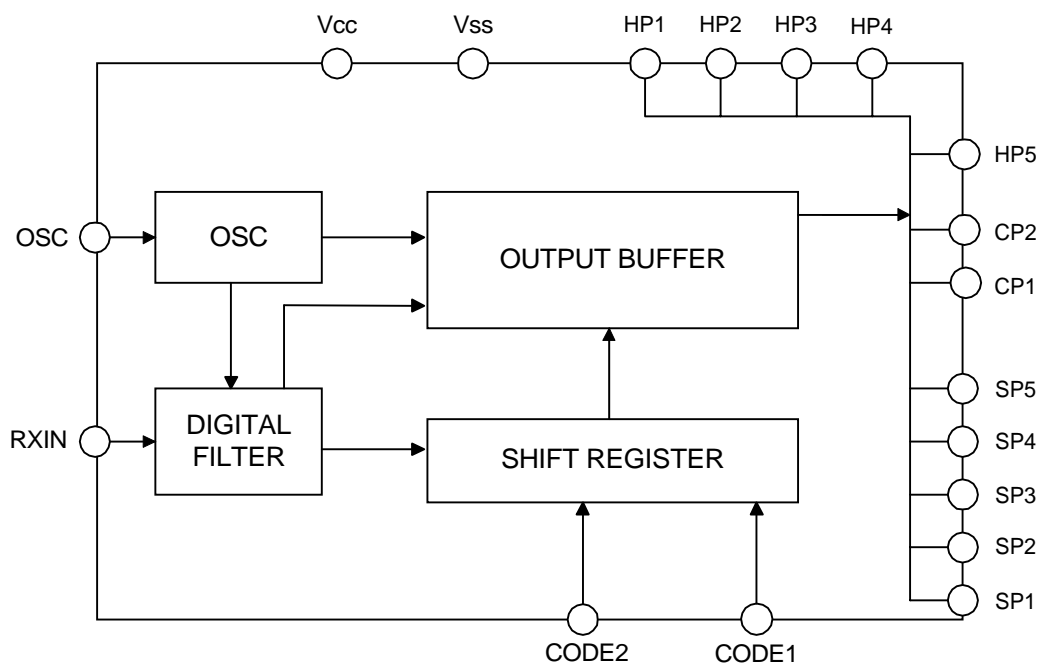 Vcc
Vss
HP1
HP2
HP3
HP4
HP5
OSC
OSC
OUTPUT BUFFER
CP2
CP1
SP5
RXIN
DIGITAL
FILTER
SHIFT REGISTER
SP4
SP3
SP2
SP1
CODE2
CODE1